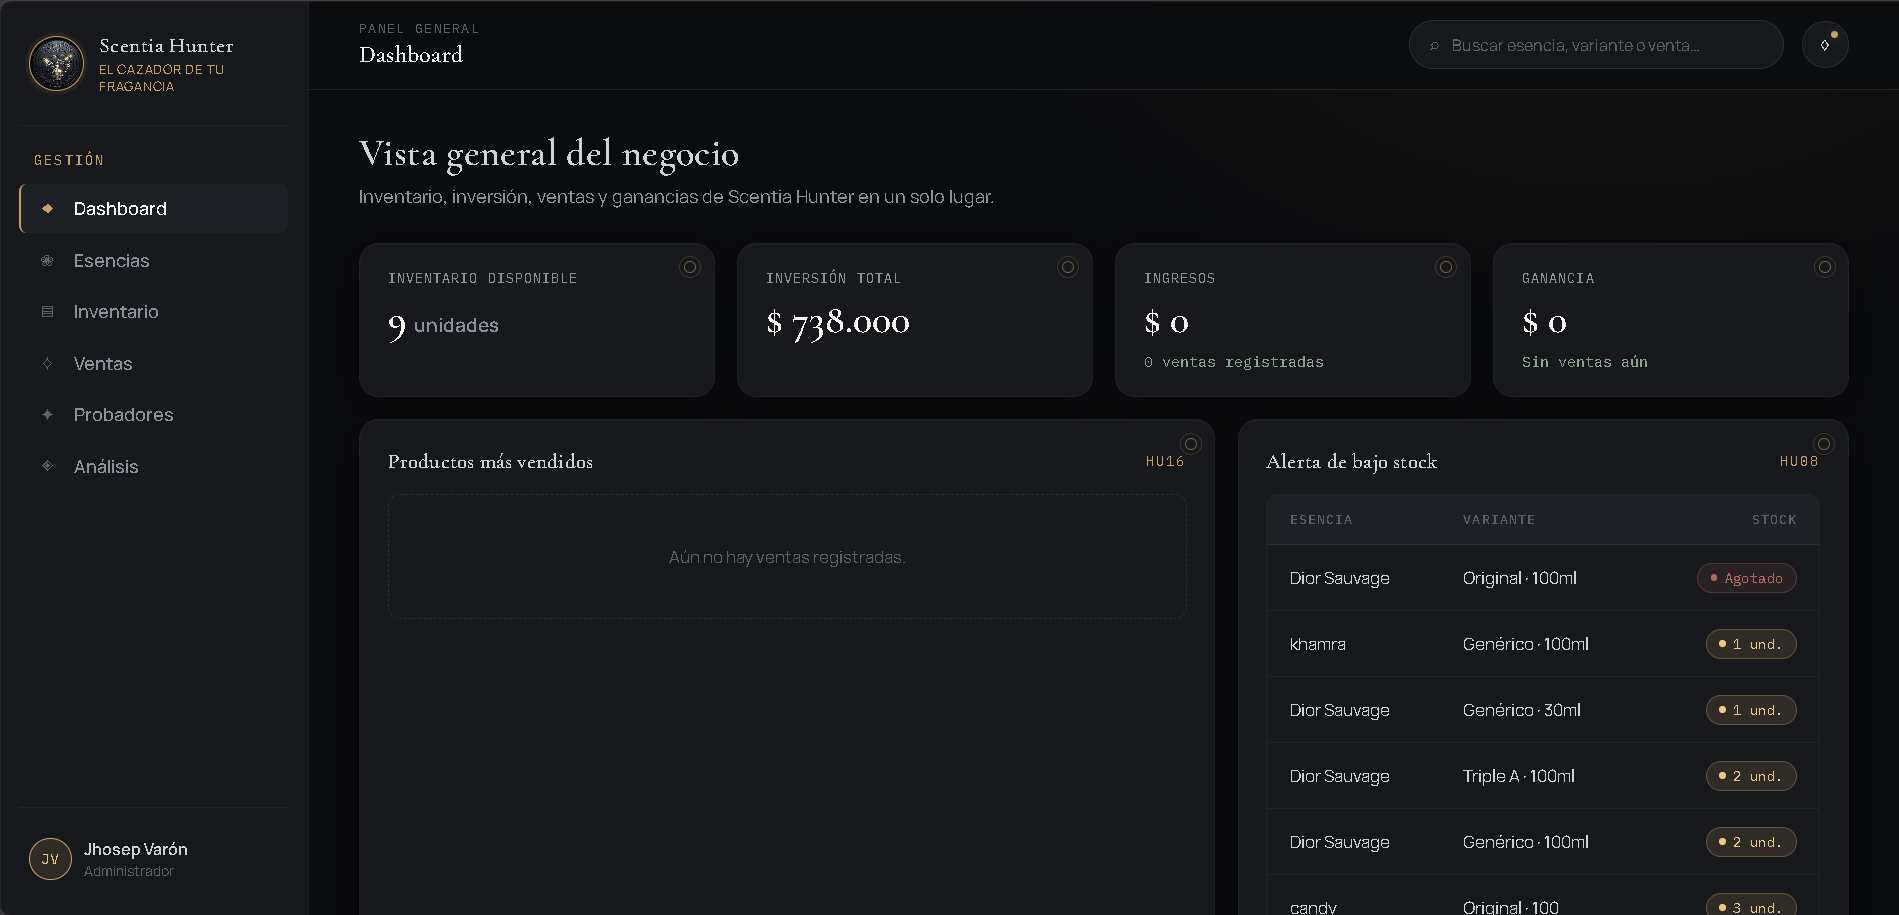 Scentia Hunter
EL CAZADOR DE TU
FRAGANCIA
GESTIÓN
Dashboard
Esencias
Inventario
Ventas
Probadores
Análisis
JV
Jhosep Varón
Administrador
PANEL GENERAL
Dashboard
Buscar esencia, variante o venta...
Vista general del negocio
Inventario, inversión, ventas y ganancias de Scentia Hunter en un solo lugar.
INVENTARIO DISPONIBLE
9 unidades
INVERSIÓN TOTAL
$ 738.000
INGRESOS
$ 0
0 ventas registradas
GANANCIA
$ 0
Sin ventas aún
Productos más vendidos
HU16
Aún no hay ventas registradas.
Alerta de bajo stock
HU08
ESENCIA VARIANTE STOCK
Dior Sauvage Original · 100ml Agotado
khamra Genérico · 100ml 1 und.
Dior Sauvage Genérico · 30ml 1 und.
Dior Sauvage Triple A · 100ml 2 und.
Dior Sauvage Genérico · 100ml 2 und.
candy Original · 100 3 und.